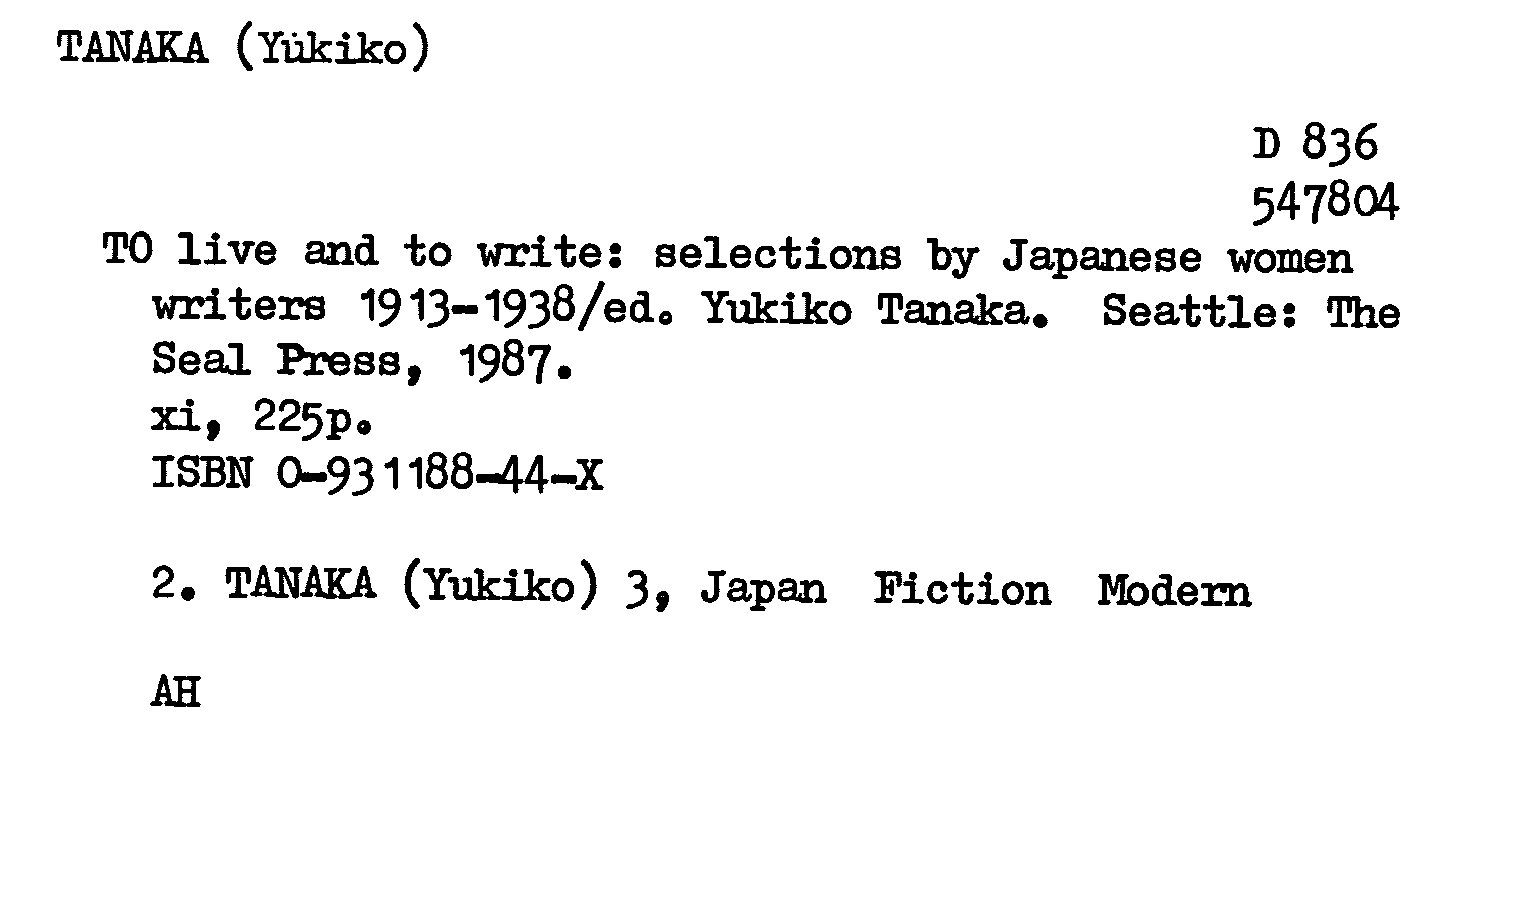 TANAKA (Yukiko)
D 836
547804
TO live and to write: selections by Japanese women
writers 1913-1938/ed. Yukiko Tanaka. Seattle: The
Seal Press, 1987.
xi, 225p.
ISBN 0-931188-44-X
2. TANAKA (Yukiko) 3, Japan Fiction Modern
AH